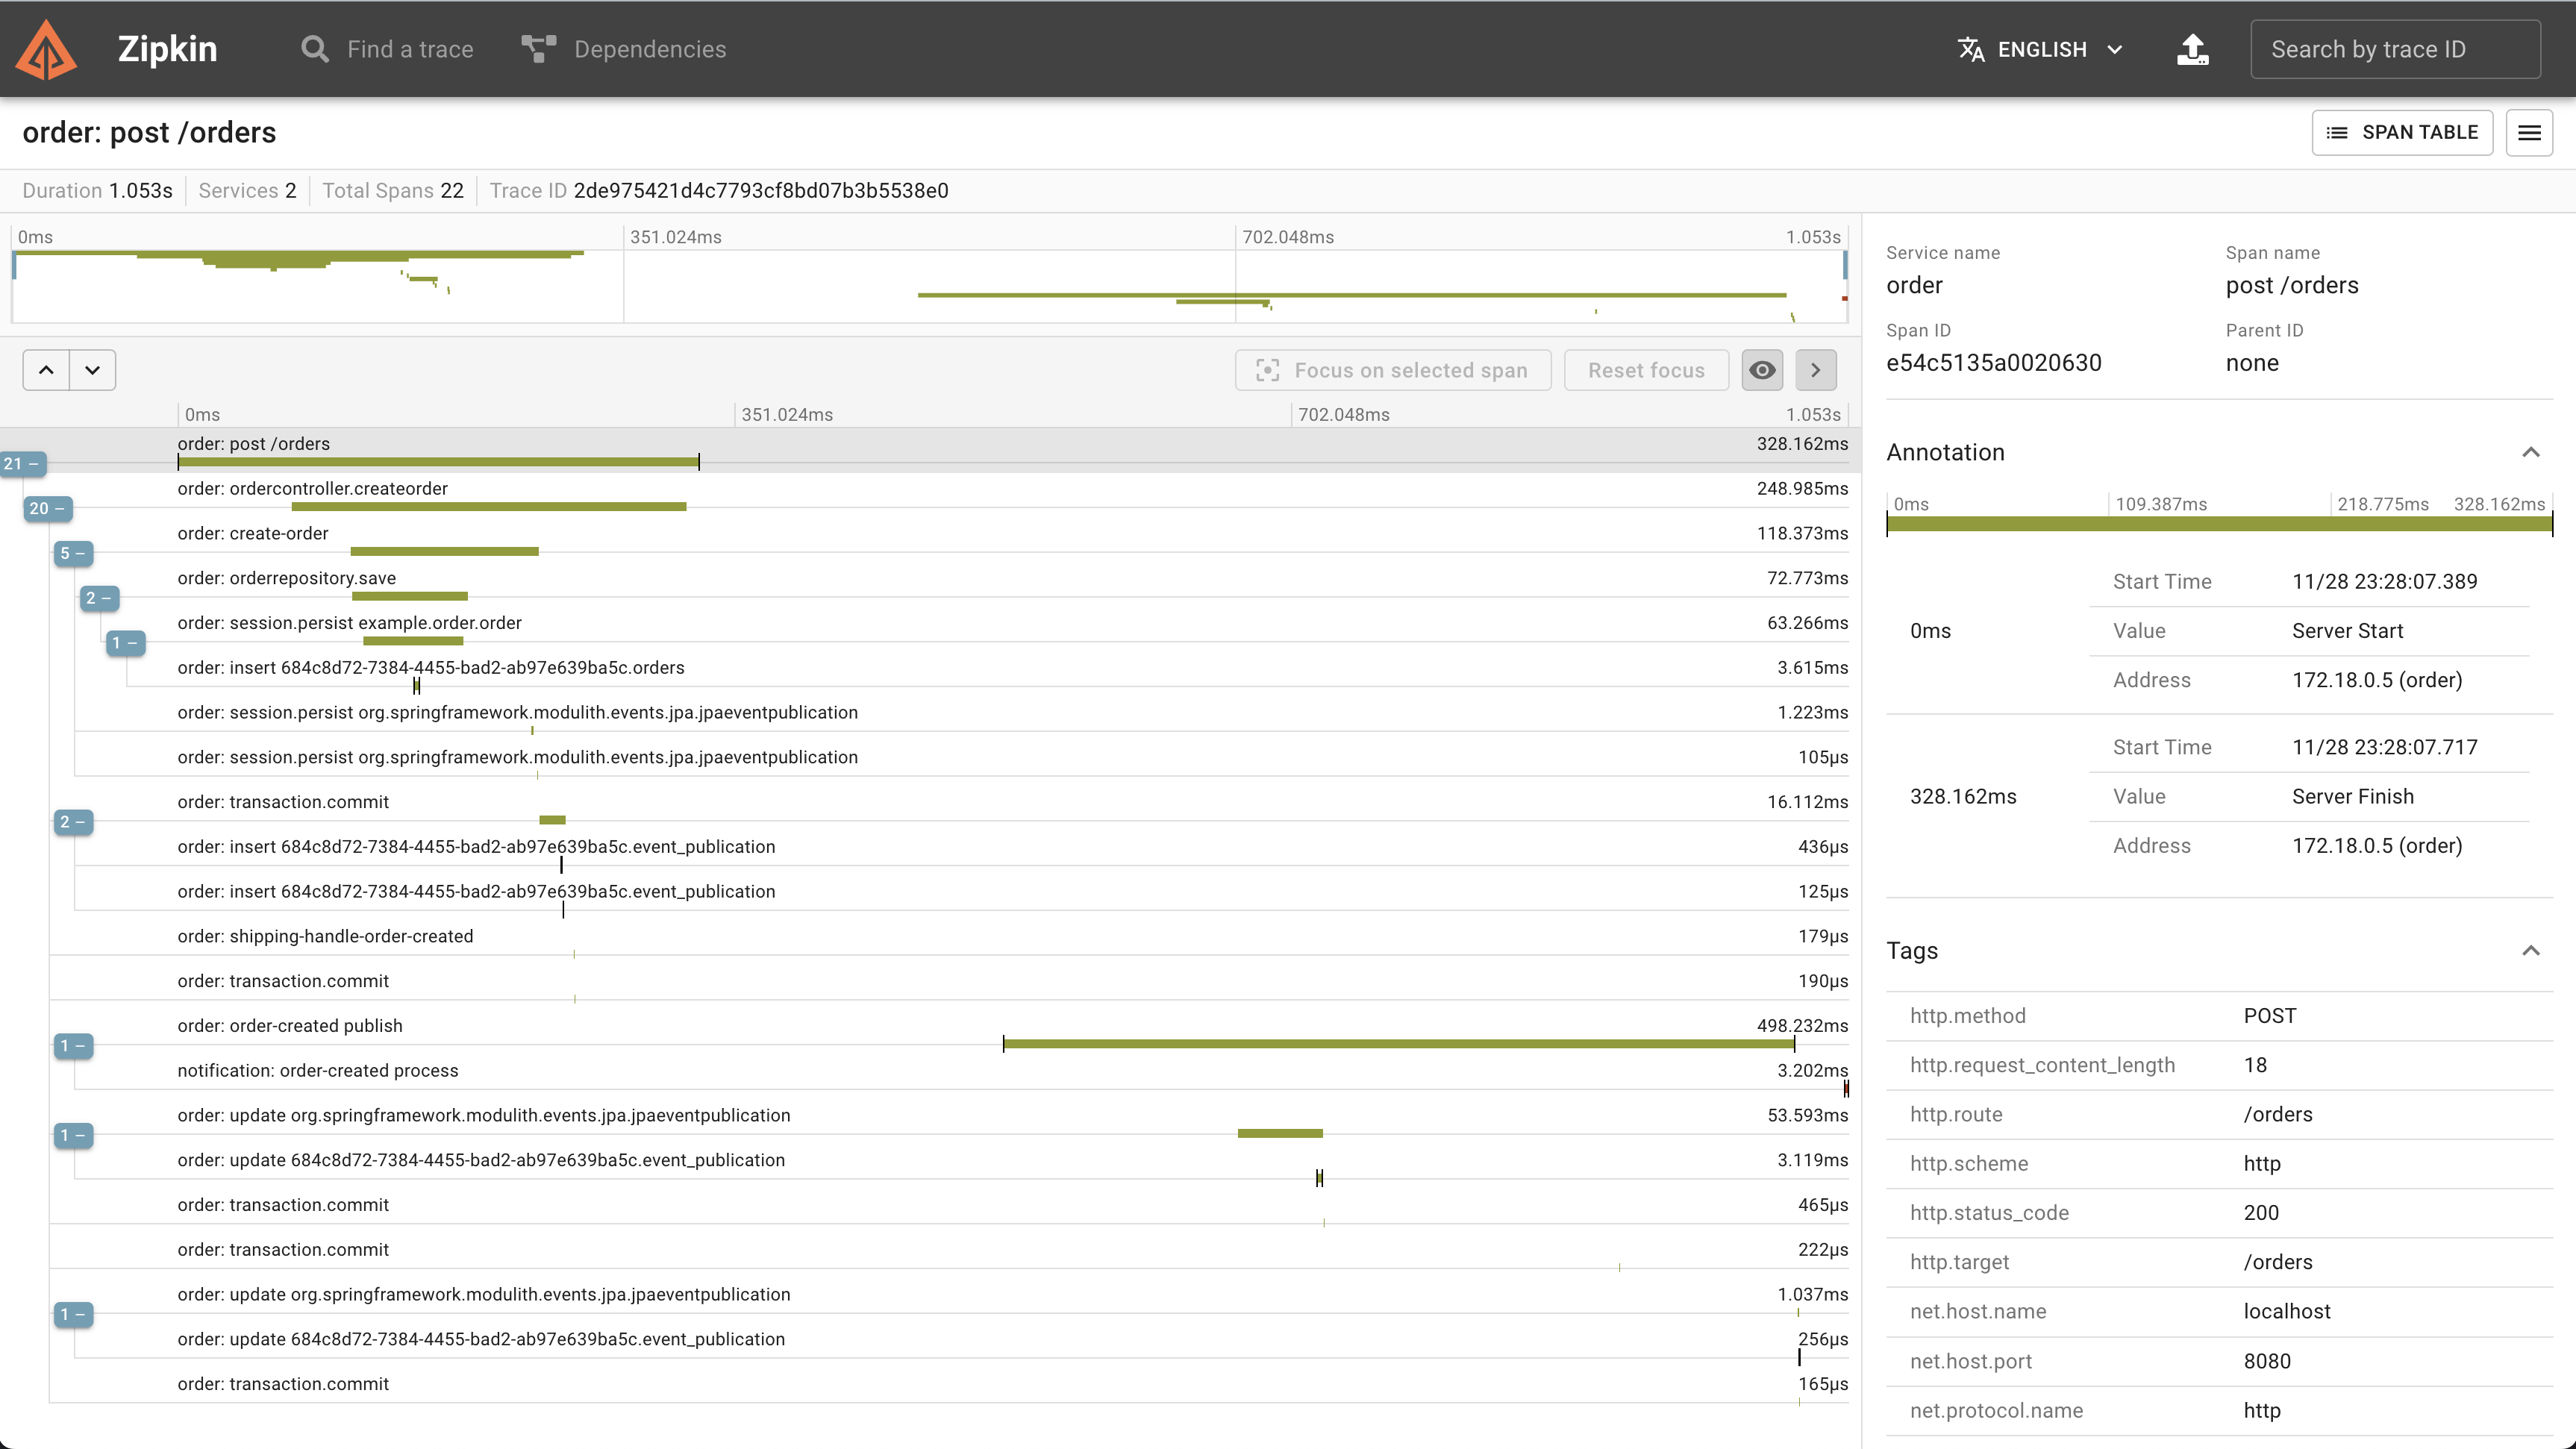 Zipkin Find a trace Dependencies ENGLISH Search by trace ID
order: post /orders SPAN TABLE
Duration 1.053s Services 2 Total Spans 22 Trace ID 2de975421d4c7793cf8bd07b3b5538e0
0ms 351.024ms 702.048ms 1.053s
Focus on selected span Reset focus
0ms 351.024ms 702.048ms 1.053s
order: post /orders 328.162ms
21 −
order: ordercontroller.createorder 248.985ms
20 −
order: create-order 118.373ms
5 −
order: orderrepository.save 72.773ms
2 −
order: session.persist example.order.order 63.266ms
1 −
order: insert 684c8d72-7384-4455-bad2-ab97e639ba5c.orders 3.615ms
order: session.persist org.springframework.modulith.events.jpa.jpaeventpublication 1.223ms
order: session.persist org.springframework.modulith.events.jpa.jpaeventpublication 105μs
order: transaction.commit 16.112ms
2 −
order: insert 684c8d72-7384-4455-bad2-ab97e639ba5c.event_publication 436μs
order: insert 684c8d72-7384-4455-bad2-ab97e639ba5c.event_publication 125μs
order: shipping-handle-order-created 179μs
order: transaction.commit 190μs
order: order-created publish 498.232ms
1 −
notification: order-created process 3.202ms
order: update org.springframework.modulith.events.jpa.jpaeventpublication 53.593ms
1 −
order: update 684c8d72-7384-4455-bad2-ab97e639ba5c.event_publication 3.119ms
order: transaction.commit 465μs
order: transaction.commit 222μs
order: update org.springframework.modulith.events.jpa.jpaeventpublication 1.037ms
1 −
order: update 684c8d72-7384-4455-bad2-ab97e639ba5c.event_publication 256μs
order: transaction.commit 165μs
Service name Span name
order post /orders
Span ID Parent ID
e54c5135a0020630 none
Annotation
0ms 109.387ms 218.775ms 328.162ms
Start Time 11/28 23:28:07.389
0ms Value Server Start
Address 172.18.0.5 (order)
Start Time 11/28 23:28:07.717
328.162ms Value Server Finish
Address 172.18.0.5 (order)
Tags
http.method POST
http.request_content_length 18
http.route /orders
http.scheme http
http.status_code 200
http.target /orders
net.host.name localhost
net.host.port 8080
net.protocol.name http